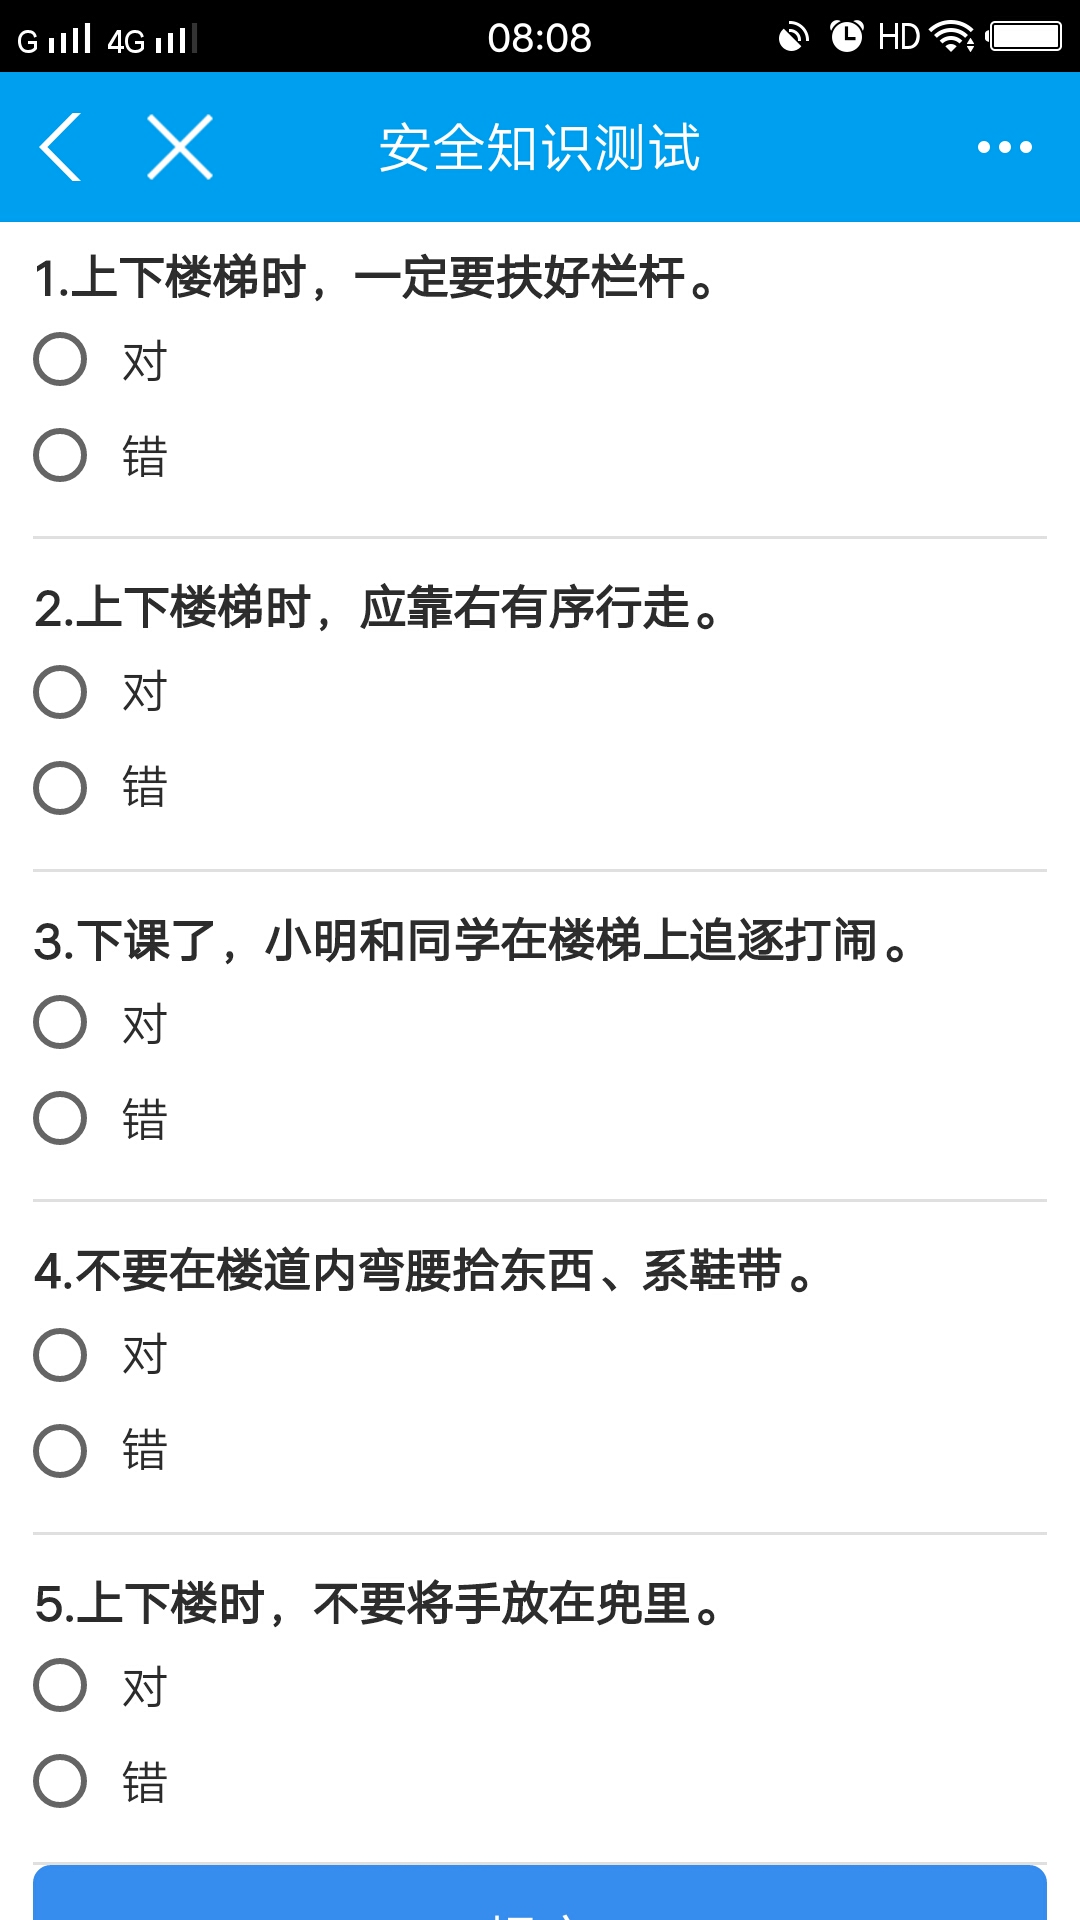 G 4G 08:08 HD
安全知识测试
1.上下楼梯时，一定要扶好栏杆。
对
错
2.上下楼梯时，应靠右有序行走。
对
错
3.下课了，小明和同学在楼梯上追逐打闹。
对
错
4.不要在楼道内弯腰拾东西、系鞋带。
对
错
5.上下楼时，不要将手放在兜里。
对
错